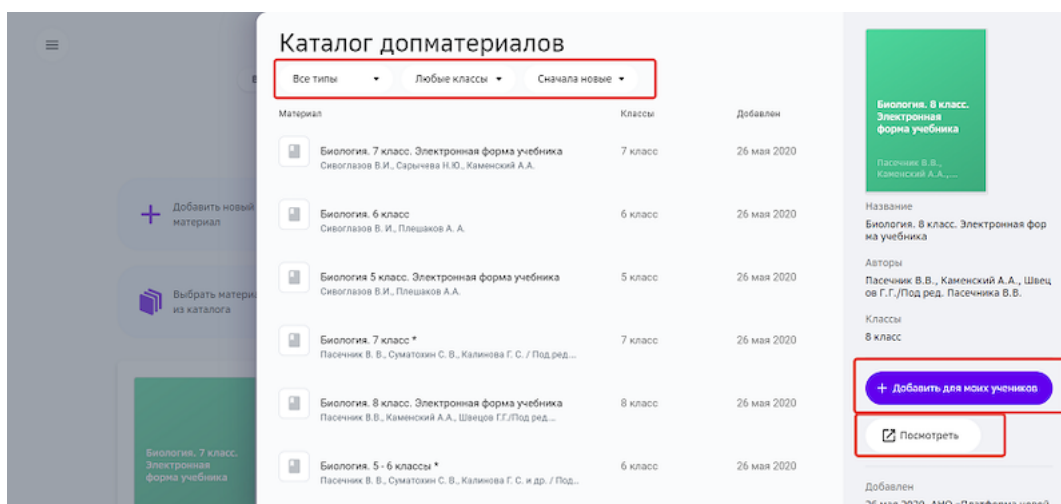 Каталог допматериалов
Все типы
Любые классы
Сначала новые
Материал
Классы
Добавлен
Биология. 7 класс. Электронная форма учебника
7 класс
26 мая 2020
Сивоглазов В.И., Сарычева Н.Ю., Каменский А.А.
Биология. 6 класс
6 класс
26 мая 2020
Сивоглазов В. И., Плешаков А. А.
Биология 5 класс. Электронная форма учебника
5 класс
26 мая 2020
Сивоглазов В.И., Плешаков А.А.
Биология. 7 класс *
7 класс
26 мая 2020
Пасечник В. В., Суматохин С. В., Калинова Г. С. / Под ред....
Биология. 8 класс. Электронная форма учебника
8 класс
26 мая 2020
Пасечник В.В., Каменский А.А., Швецов Г.Г./Под ред....
Биология. 5 - 6 классы *
6 класс
26 мая 2020
Пасечник В. В., Суматохин С. В., Калинова Г. С. и др. / Под...
Добавить новый
материал
Выбрать матери
из каталога
Биология. 7 класс.
Электронная
форма учебника
Биология. 8 класс.
Электронная
форма учебника
Пасечник В.В.,
Каменский А.А.,...
Название
Биология. 8 класс. Электронная фор
ма учебника
Авторы
Пасечник В.В., Каменский А.А., Швец
ов Г.Г./Под ред. Пасечника В.В.
Классы
8 класс
+ Добавить для моих учеников
Посмотреть
Добавлен
26 мая 2020, АНО «Платформа новой